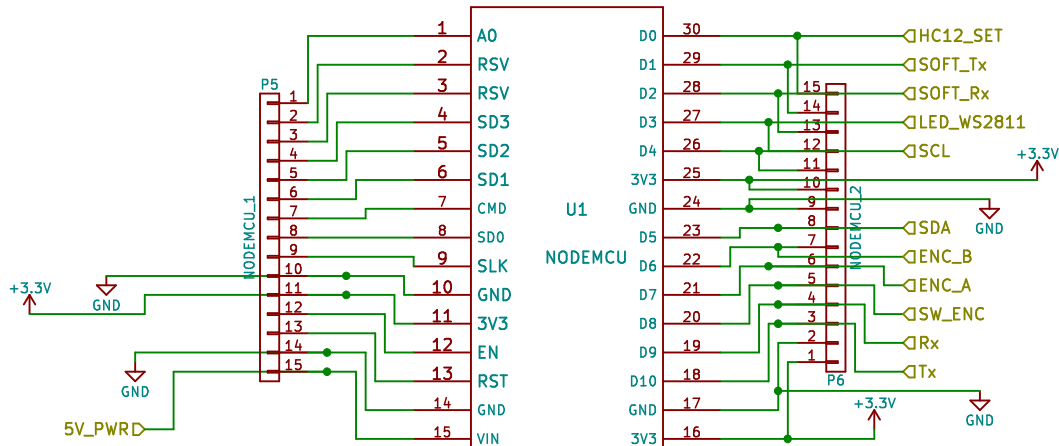 1 A0
2 RSV
3 RSV
4 SD3
5 SD2
6 SD1
7 CMD
8 SD0
9 SLK
10 GND
11 3V3
12 EN
13 RST
14 GND
15 VIN
U1
NODEMCU
D0 30
D1 29
D2 28
D3 27
D4 26
3V3 25
GND 24
D5 23
D6 22
D7 21
D8 20
D9 19
D10 18
GND 17
3V3 16
P5
1
2
3
4
5
6
7
8
9
10
11
12
13
14
15
NODEMCU_1
+3.3V
GND
GND
5V_PWR
15
14
13
12
11
10
9
8
7
6
5
4
3
2
1
NODEMCU_2
P6
HC12_SET
SOFT_Tx
SOFT_Rx
LED_WS2811
SCL
+3.3V
GND
SDA
ENC_B
ENC_A
SW_ENC
Rx
Tx
+3.3V
GND